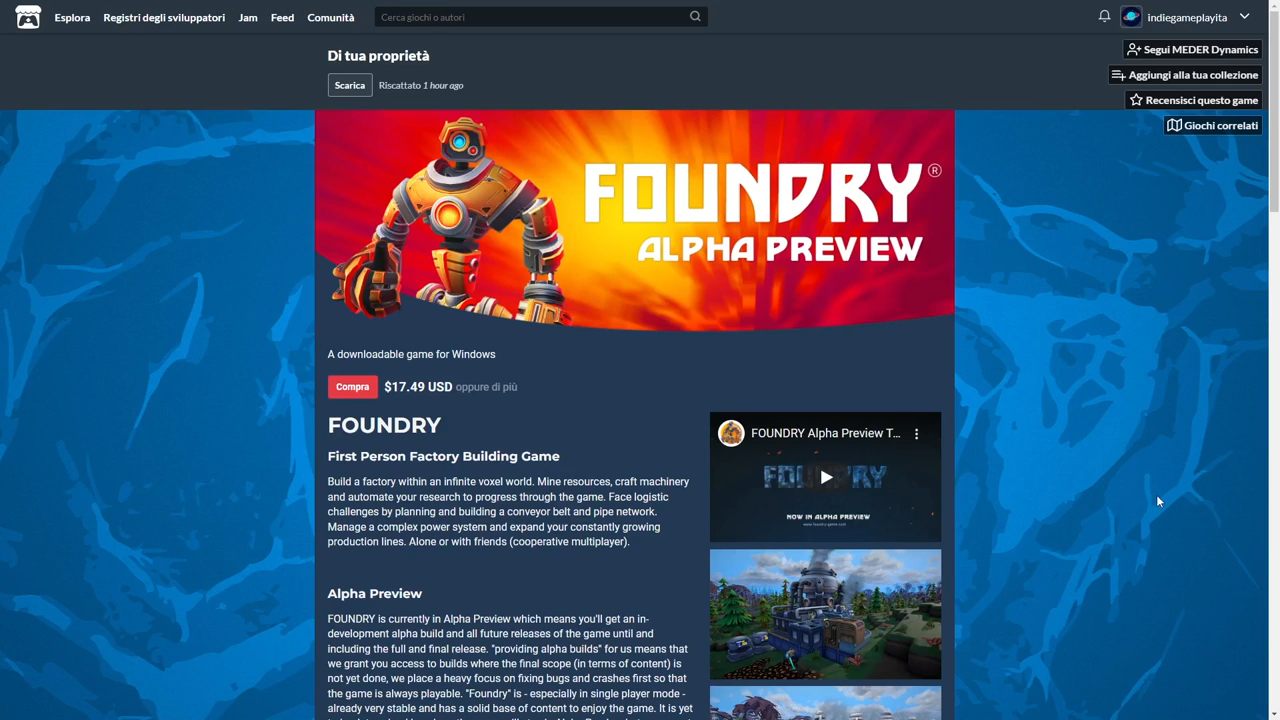 Esplora Registri degli sviluppatori Jam Feed Comunità Cerca giochi o autori indiegameplayita
Di tua proprietà
Scarica Riscattato 1 hour ago
Segui MEDER Dynamics
Aggiungi alla tua collezione
Recensisci questo game
Giochi correlati
FOUNDRY®
ALPHA PREVIEW
A downloadable game for Windows
Compra $17.49 USD oppure di più
FOUNDRY
First Person Factory Building Game
Build a factory within an infinite voxel world. Mine resources, craft machinery
and automate your research to progress through the game. Face logistic
challenges by planning and building a conveyor belt and pipe network.
Manage a complex power system and expand your constantly growing
production lines. Alone or with friends (cooperative multiplayer).
Alpha Preview
FOUNDRY is currently in Alpha Preview which means you'll get an in-
development alpha build and all future releases of the game until and
including the full and final release. "providing alpha builds" for us means that
we grant you access to builds where the final scope (in terms of content) is
not yet done, we place a heavy focus on fixing bugs and crashes first so that
the game is always playable. "Foundry" is - especially in single player mode -
already very stable and has a solid base of content to enjoy the game. It is yet
FOUNDRY Alpha Preview T...
FOUNDRY
NOW IN ALPHA PREVIEW
www.foundry-game.com